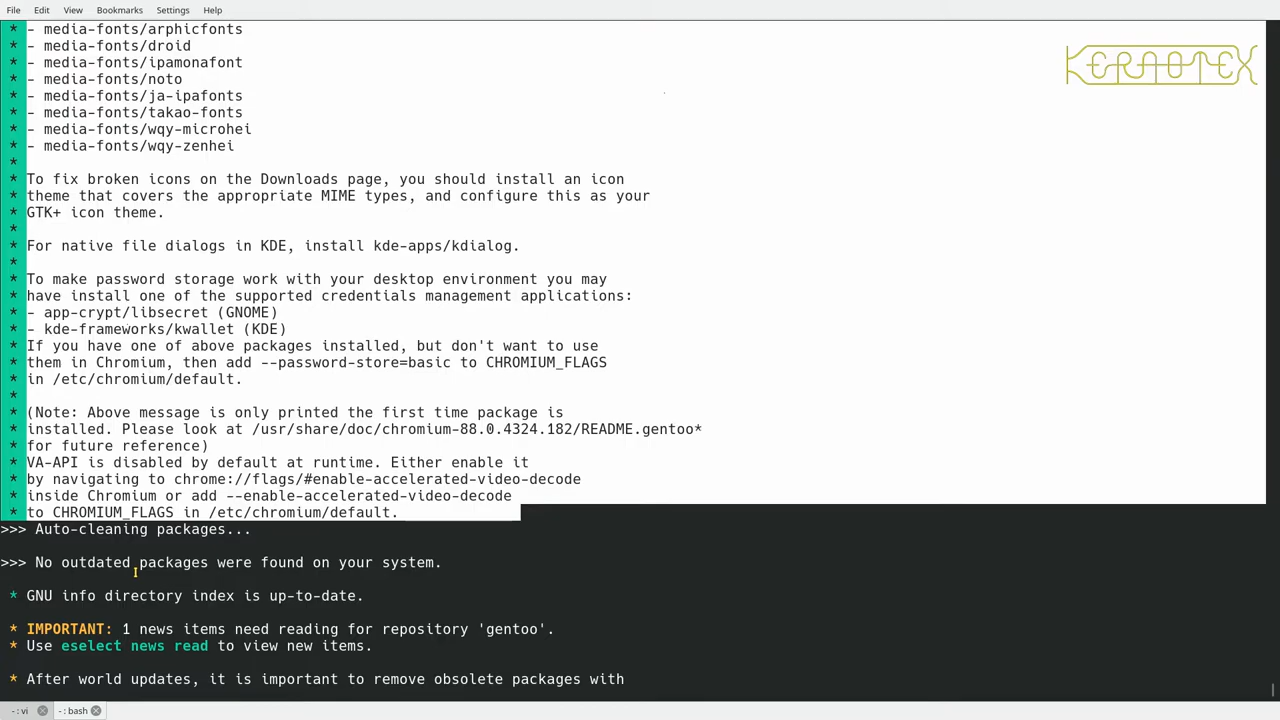 File Edit View Bookmarks Settings Help
* - media-fonts/arphicfonts
* - media-fonts/droid
* - media-fonts/ipamonafont
* - media-fonts/noto
* - media-fonts/ja-ipafonts
* - media-fonts/takao-fonts
* - media-fonts/wqy-microhei
* - media-fonts/wqy-zenhei
*
* To fix broken icons on the Downloads page, you should install an icon
* theme that covers the appropriate MIME types, and configure this as your
* GTK+ icon theme.
*
* For native file dialogs in KDE, install kde-apps/kdialog.
*
* To make password storage work with your desktop environment you may
* have install one of the supported credentials management applications:
* - app-crypt/libsecret (GNOME)
* - kde-frameworks/kwallet (KDE)
* If you have one of above packages installed, but don't want to use
* them in Chromium, then add --password-store=basic to CHROMIUM_FLAGS
* in /etc/chromium/default.
*
* (Note: Above message is only printed the first time package is
* installed. Please look at /usr/share/doc/chromium-88.0.4324.182/README.gentoo*
* for future reference)
* VA-API is disabled by default at runtime. Either enable it
* by navigating to chrome://flags/#enable-accelerated-video-decode
* inside Chromium or add --enable-accelerated-video-decode
* to CHROMIUM_FLAGS in /etc/chromium/default.
>>> Auto-cleaning packages...
>>> No outdated packages were found on your system.
* GNU info directory index is up-to-date.
* IMPORTANT: 1 news items need reading for repository 'gentoo'.
* Use eselect news read to view new items.
* After world updates, it is important to remove obsolete packages with
- : vi - : bash